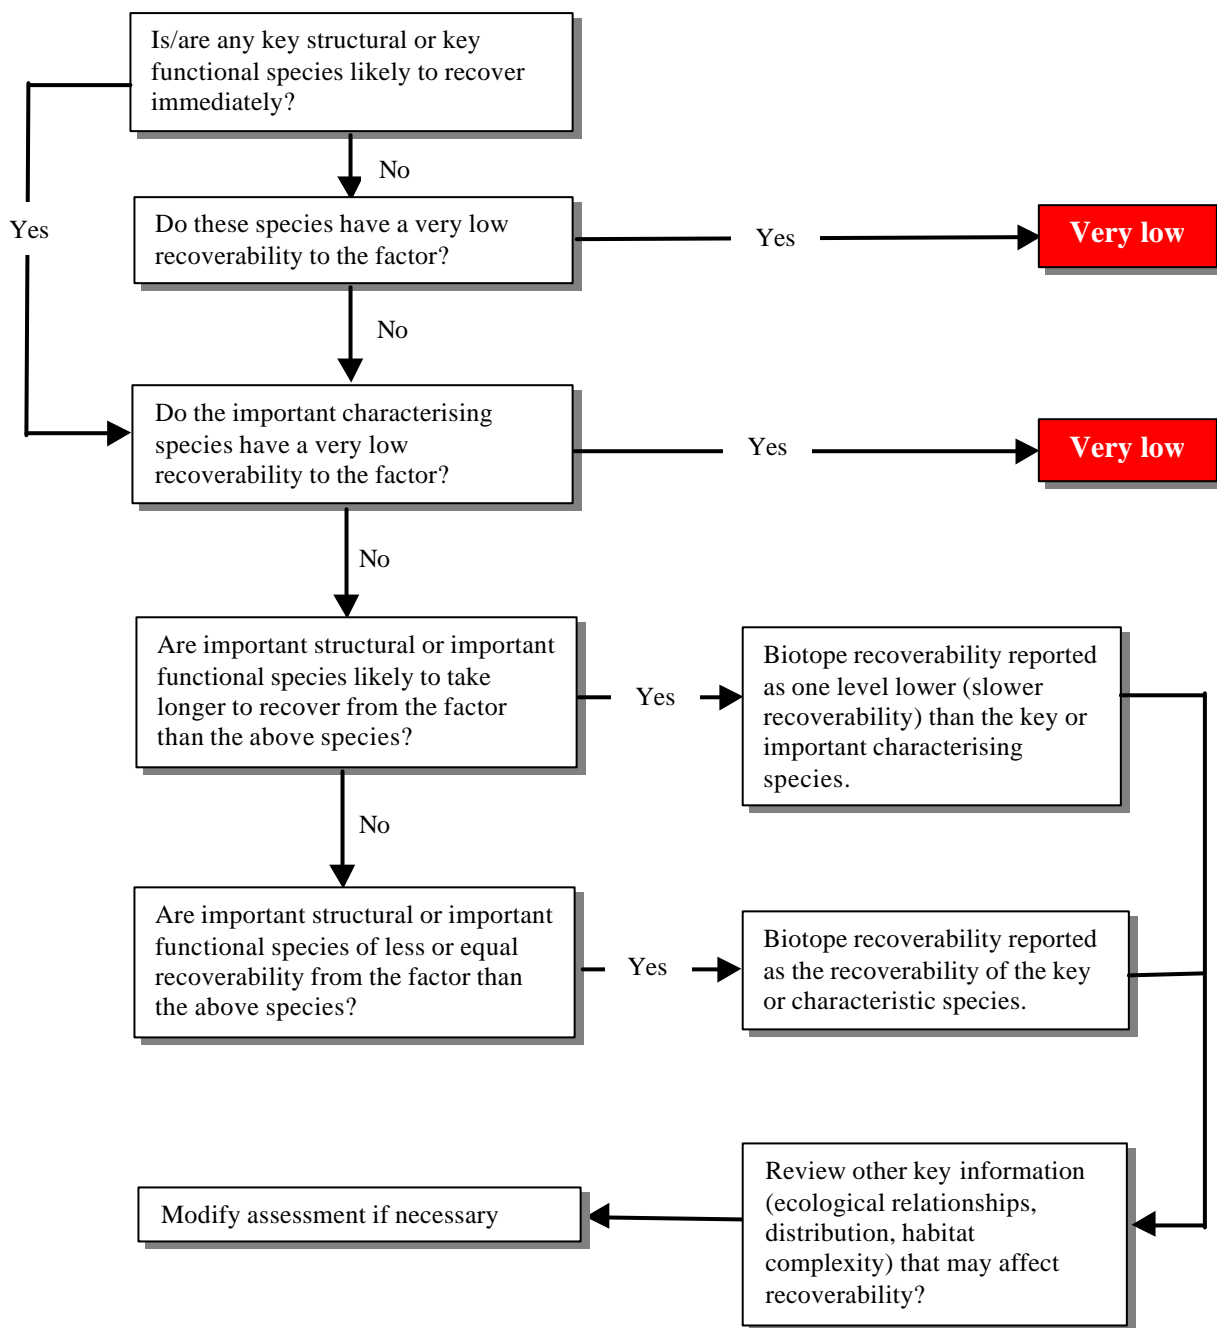 Is/are any key structural or key
functional species likely to recover
immediately?
No
Yes
Do these species have a very low
recoverability to the factor?
Yes
Very low
No
Do the important characterising
species have a very low
recoverability to the factor?
Yes
Very low
No
Are important structural or important
functional species likely to take
longer to recover from the factor
than the above species?
Yes
Biotope recoverability reported
as one level lower (slower
recoverability) than the key or
important characterising
species.
No
Are important structural or important
functional species of less or equal
recoverability from the factor than
the above species?
Yes
Biotope recoverability reported
as the recoverability of the key
or characteristic species.
Review other key information
(ecological relationships,
distribution, habitat
complexity) that may affect
recoverability?
Modify assessment if necessary